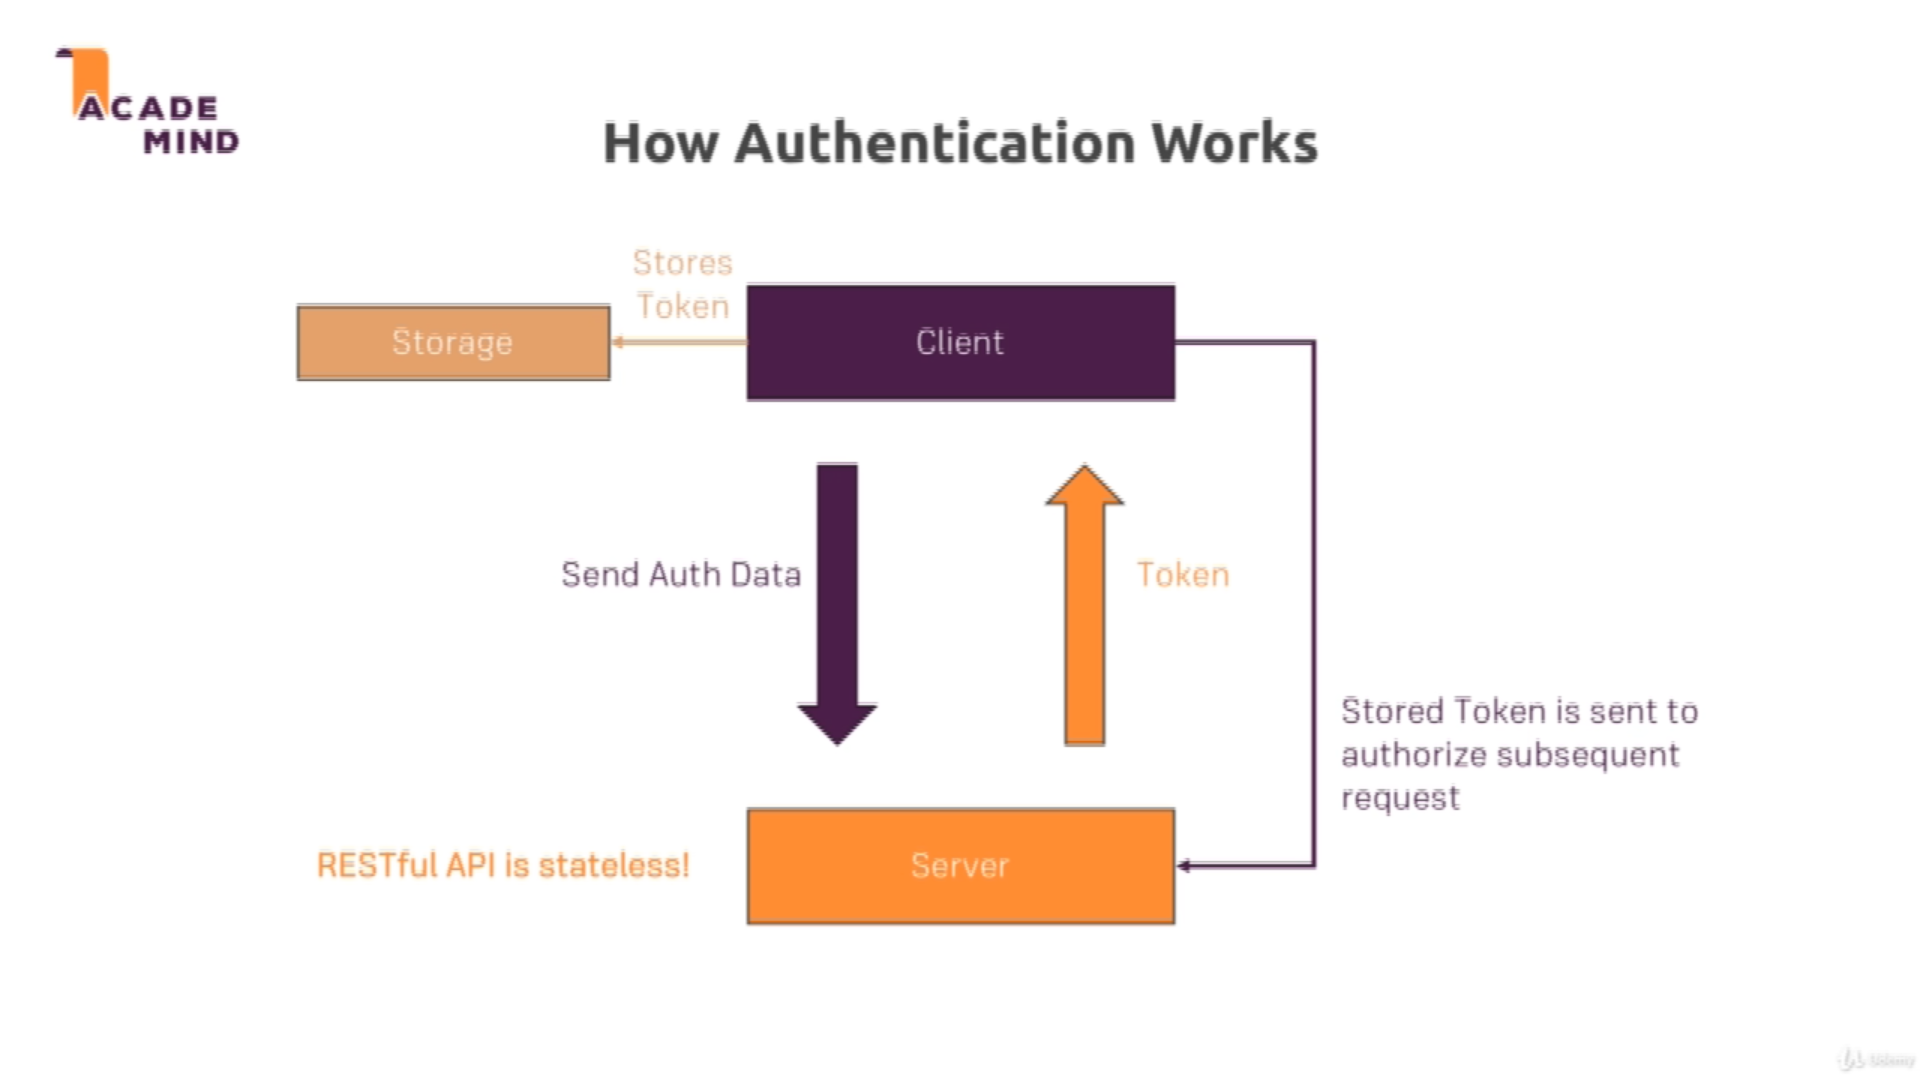 ACADE
MIND
How Authentication Works
Stores
Token
Storage
Client
Send Auth Data
Token
Stored Token is sent to
authorize subsequent
request
RESTful API is stateless!
Server
Udemy